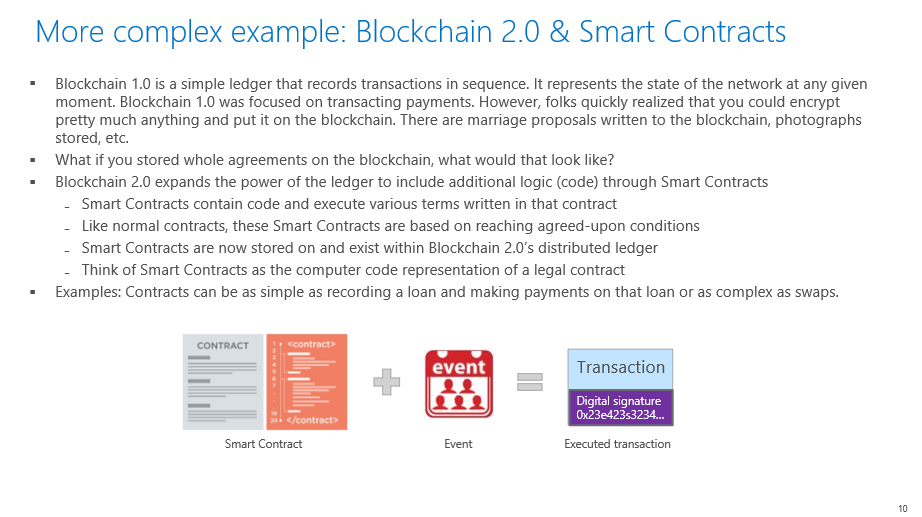 More complex example: Blockchain 2.0 & Smart Contracts
Blockchain 1.0 is a simple ledger that records transactions in sequence. It represents the state of the network at any given
moment. Blockchain 1.0 was focused on transacting payments. However, folks quickly realized that you could encrypt
pretty much anything and put it on the blockchain. There are marriage proposals written to the blockchain, photographs
stored, etc.
What if you stored whole agreements on the blockchain, what would that look like?
Blockchain 2.0 expands the power of the ledger to include additional logic (code) through Smart Contracts
Smart Contracts contain code and execute various terms written in that contract
Like normal contracts, these Smart Contracts are based on reaching agreed-upon conditions
Smart Contracts are now stored on and exist within Blockchain 2.0's distributed ledger
Think of Smart Contracts as the computer code representation of a legal contract
Examples: Contracts can be as simple as recording a loan and making payments on that loan or as complex as swaps.
CONTRACT
1 <contract>
2
3
4
5
6
7
19
20 </contract>
event
Transaction
Digital signature
0x23e423s3234...
Smart Contract
Event
Executed transaction
10